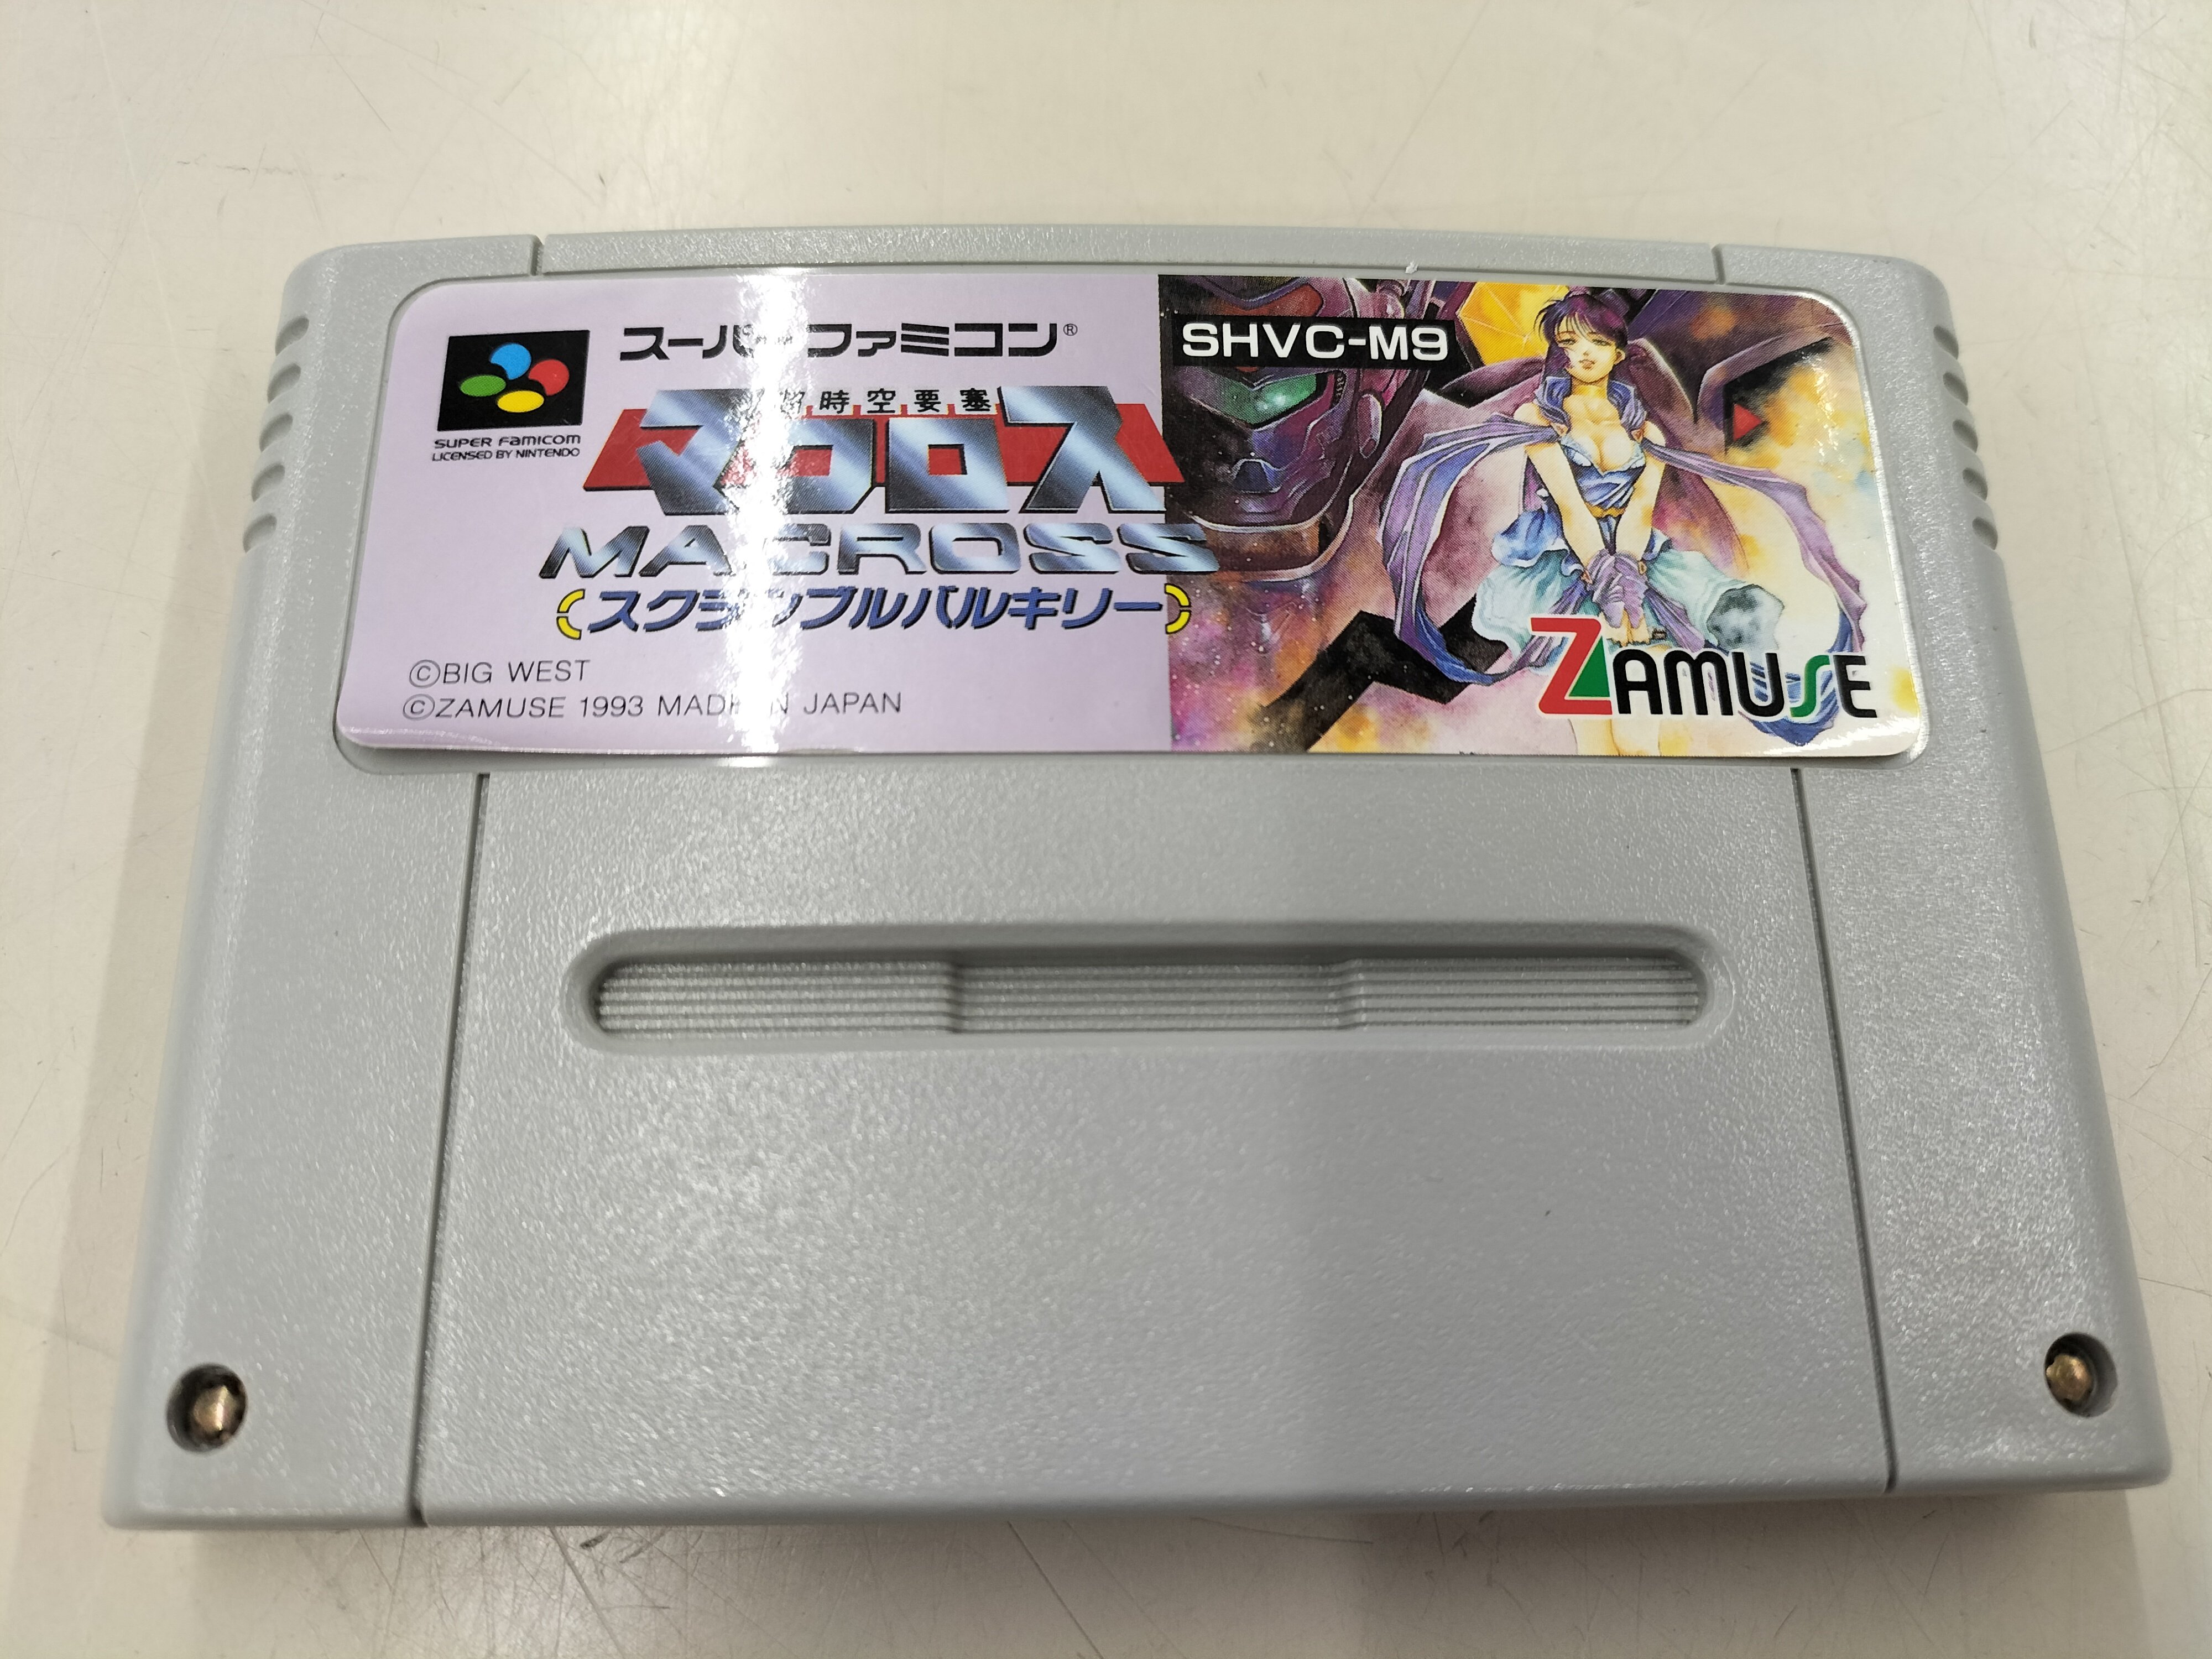 スーパーファミコン®
SHVC-M9
SUPER FAMICOM
LICENSED BY NINTENDO
超時空要塞
マクロス
MACROSS
スクランブルバルキリー
©BIG WEST
©ZAMUSE 1993 MADE IN JAPAN
ZAMUSE